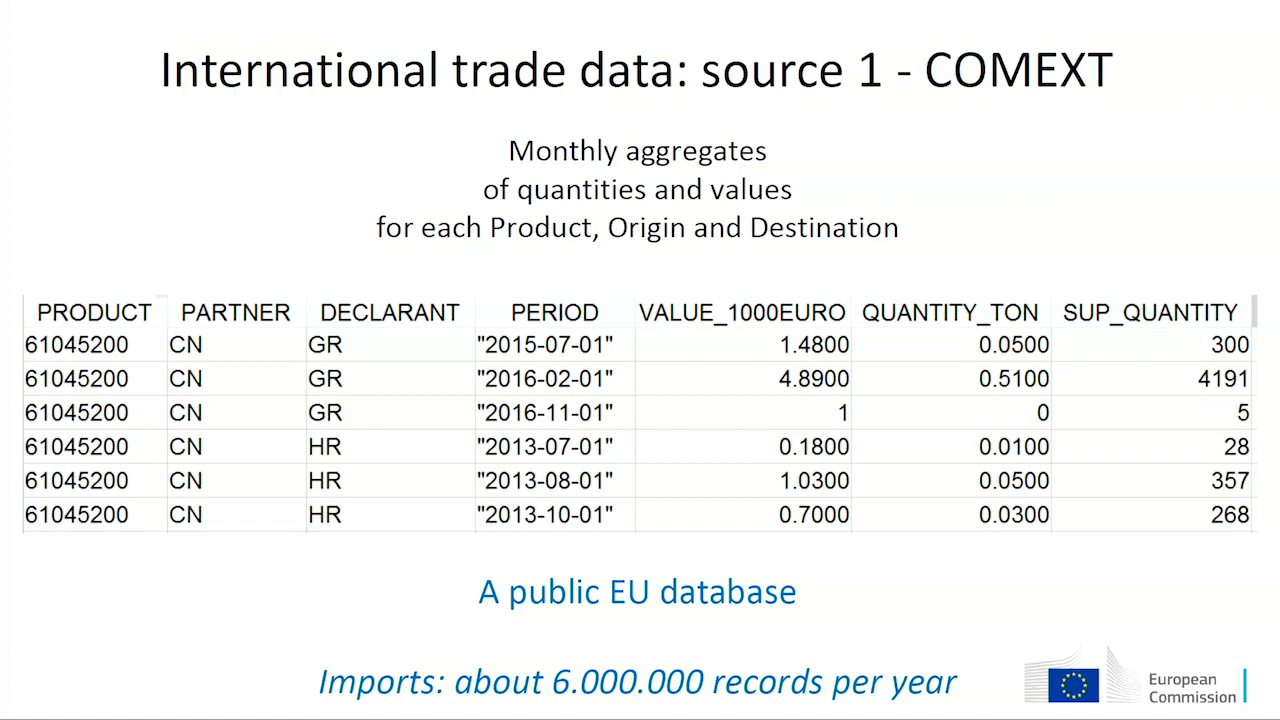 International trade data: source 1 - COMEXT
Monthly aggregates
of quantities and values
for each Product, Origin and Destination
PRODUCT PARTNER DECLARANT PERIOD VALUE_1000EURO QUANTITY_TON SUP_QUANTITY
61045200 CN GR "2015-07-01" 1.4800 0.0500 300
61045200 CN GR "2016-02-01" 4.8900 0.5100 4191
61045200 CN GR "2016-11-01" 1 0 5
61045200 CN HR "2013-07-01" 0.1800 0.0100 28
61045200 CN HR "2013-08-01" 1.0300 0.0500 357
61045200 CN HR "2013-10-01" 0.7000 0.0300 268
A public EU database
Imports: about 6.000.000 records per year
European
Commission